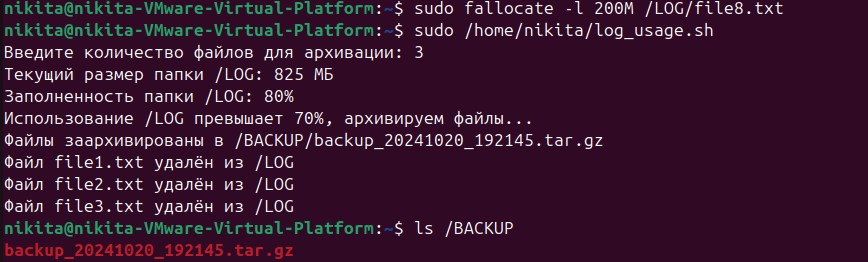 nikita@nikita-VMware-Virtual-Platform:~$ sudo fallocate -l 200M /LOG/file8.txt
nikita@nikita-VMware-Virtual-Platform:~$ sudo /home/nikita/log_usage.sh
Введите количество файлов для архивации: 3
Текущий размер папки /LOG: 825 МБ
Заполненность папки /LOG: 80%
Использование /LOG превышает 70%, архивируем файлы...
Файлы заархивированы в /BACKUP/backup_20241020_192145.tar.gz
Файл file1.txt удалён из /LOG
Файл file2.txt удалён из /LOG
Файл file3.txt удалён из /LOG
nikita@nikita-VMware-Virtual-Platform:~$ ls /BACKUP
backup_20241020_192145.tar.gz